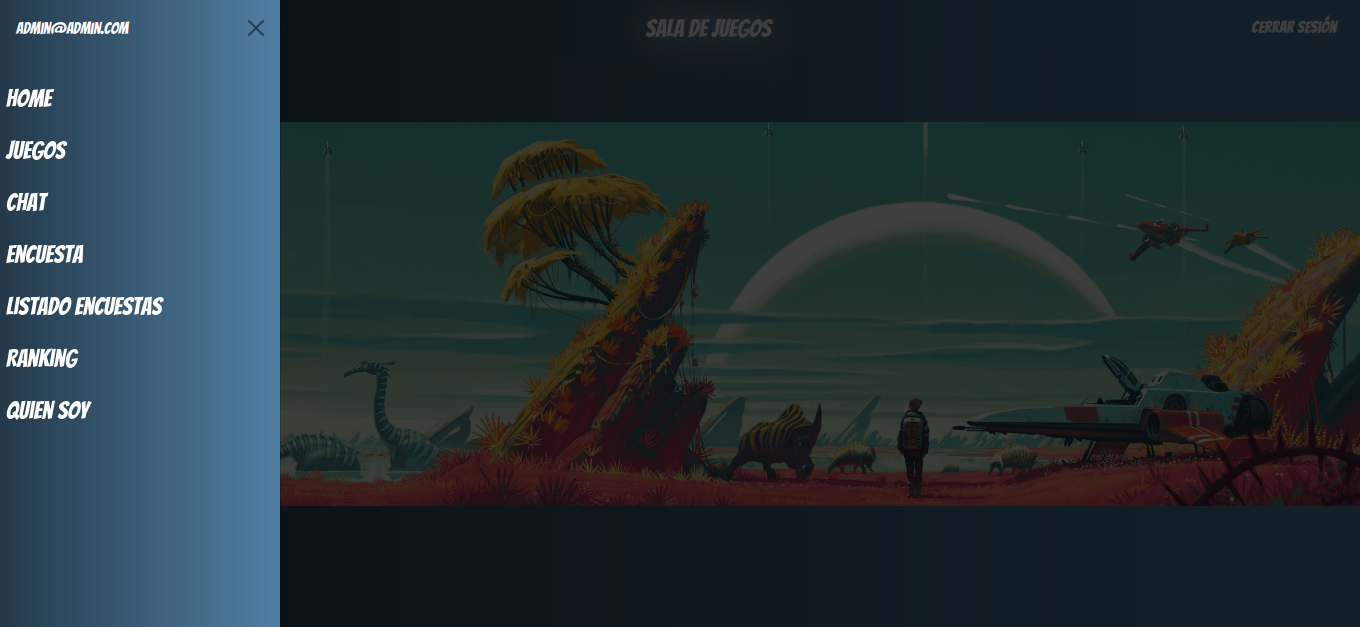 ADMIN@ADMIN.COM
SALA DE JUEGOS
CERRAR SESIÓN
HOME
JUEGOS
CHAT
ENCUESTA
LISTADO ENCUESTAS
RANKING
QUIEN SOY